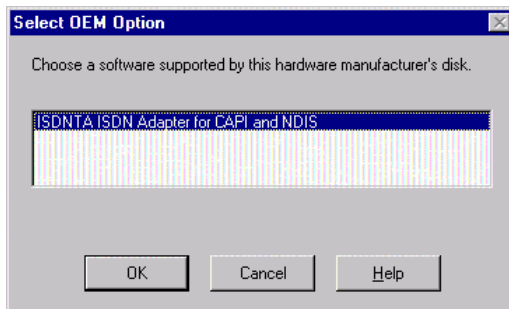 Select OEM Option
Choose a software supported by this hardware manufacturer's disk.
ISDNTA ISDN Adapter for CAPI and NDIS
OK
Cancel
Help